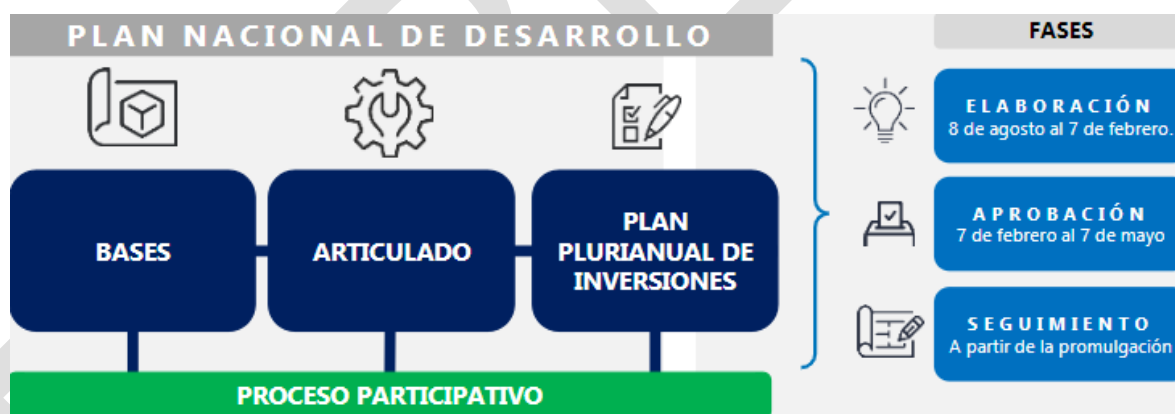 PLAN NACIONAL DE DESARROLLO
BASES
ARTICULADO
PLAN
PLURIANUAL DE
INVERSIONES
PROCESO PARTICIPATIVO
FASES
ELABORACIÓN
8 de agosto al 7 de febrero.
APROBACIÓN
7 de febrero al 7 de mayo
SEGUIMIENTO
A partir de la promulgación